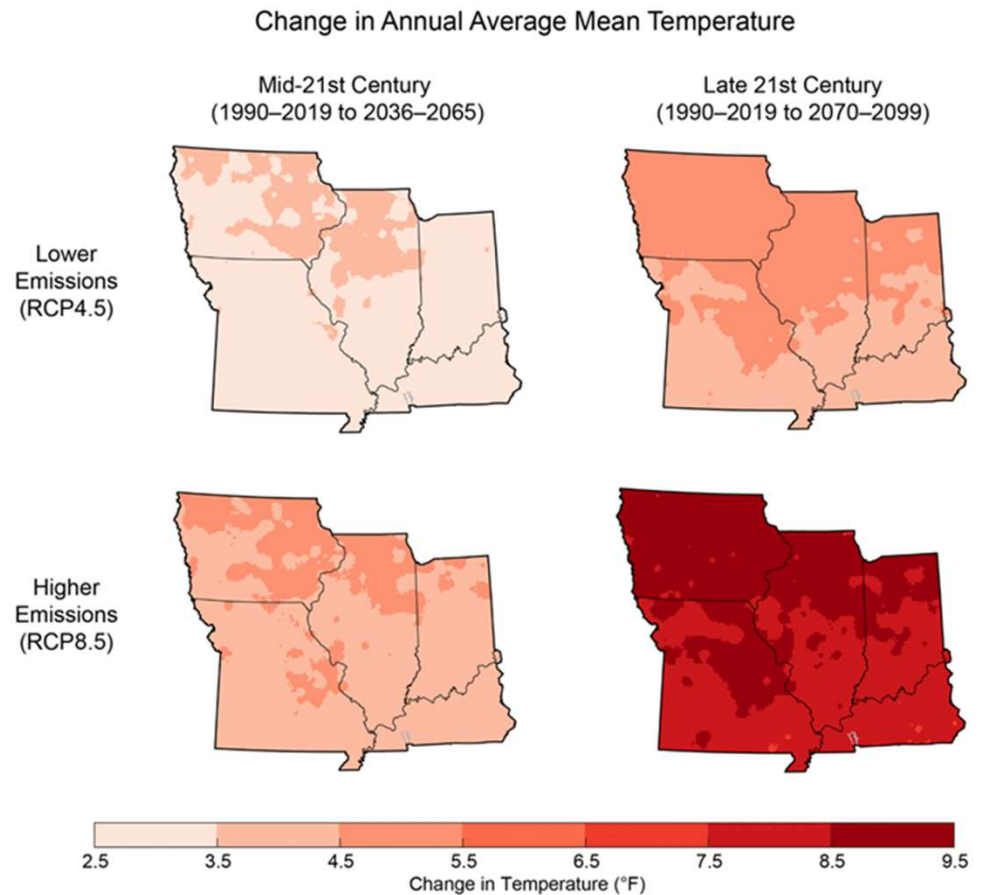 Change in Annual Average Mean Temperature
Mid-21st Century
(1990–2019 to 2036–2065)
Late 21st Century
(1990–2019 to 2070–2099)
Lower
Emissions
(RCP4.5)
Higher
Emissions
(RCP8.5)
2.5 3.5 4.5 5.5 6.5 7.5 8.5 9.5
Change in Temperature (°F)